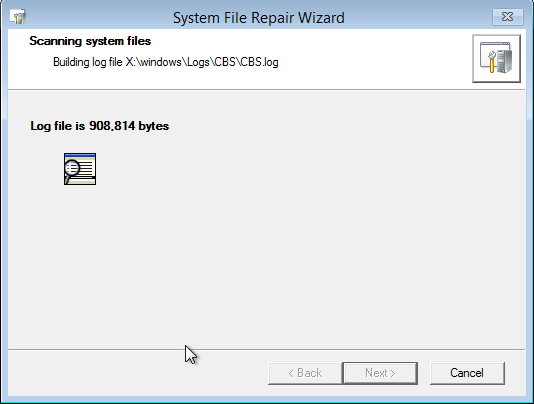 System File Repair Wizard
Scanning system files
Building log file X:\windows\Logs\CBS\CBS.log
Log file is 908,814 bytes
< Back
Next >
Cancel